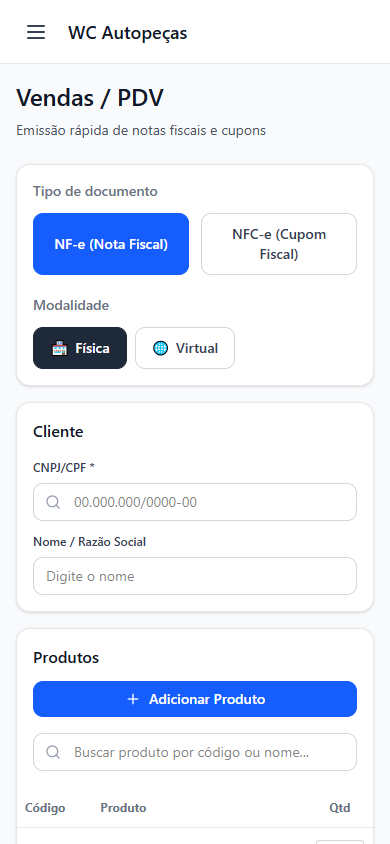 WC Autopeças
Vendas / PDV
Emissão rápida de notas fiscais e cupons
Tipo de documento
NF-e (Nota Fiscal)
NFC-e (Cupom
Fiscal)
Modalidade
Física
Virtual
Cliente
CNPJ/CPF *
00.000.000/0000-00
Nome / Razão Social
Digite o nome
Produtos
+ Adicionar Produto
Buscar produto por código ou nome...
Código Produto Qtd